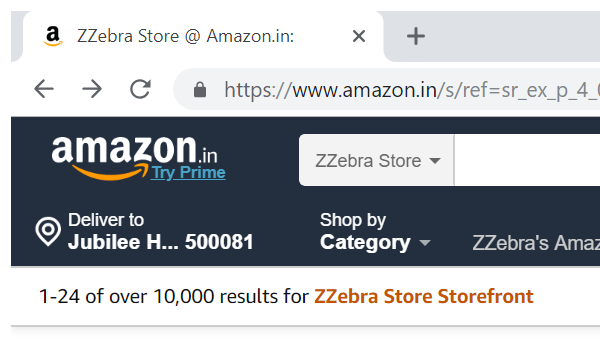 ZZebra Store @ Amazon.in:
https://www.amazon.in/s/ref=sr_ex_p_4_
amazon.in
Try Prime
ZZebra Store
Deliver to
Jubilee H... 500081
Shop by
Category
ZZebra's Amaz
1-24 of over 10,000 results for ZZebra Store Storefront